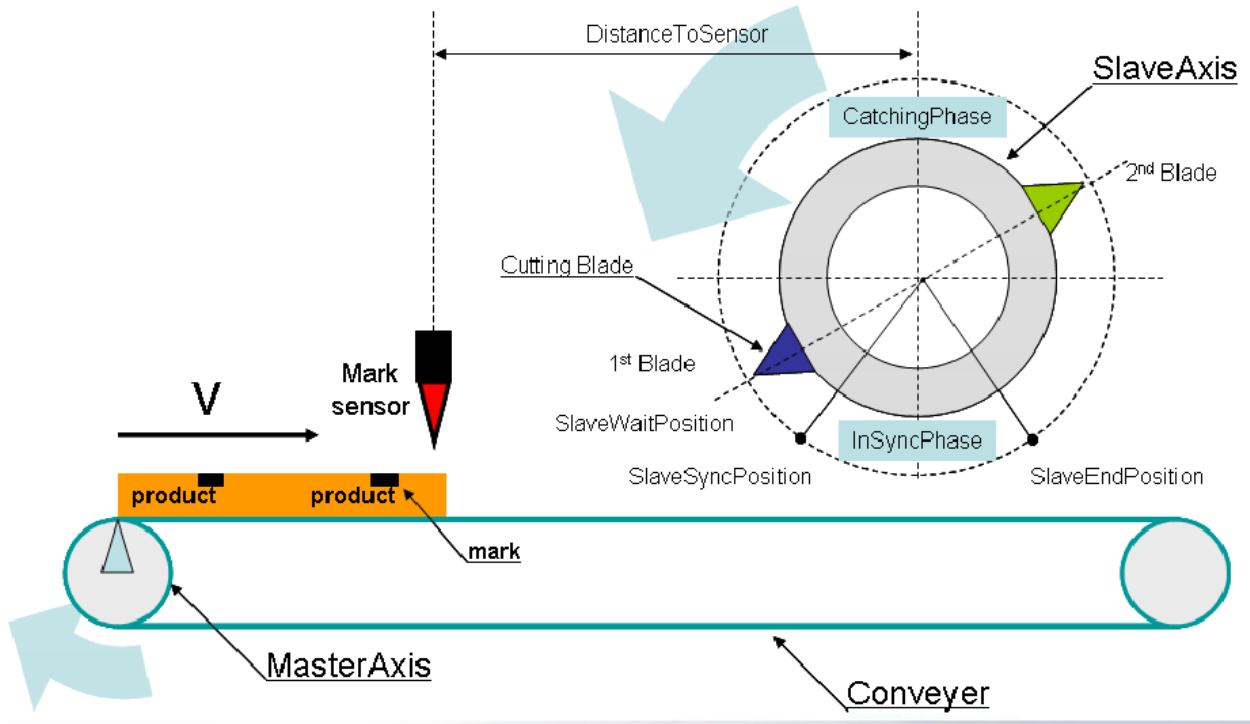 DistanceToSensor
SlaveAxis
CatchingPhase
2nd Blade
Cutting Blade
1st Blade
Mark
sensor
V
SlaveWaitPosition
InSyncPhase
SlaveSyncPosition
SlaveEndPosition
product
product
mark
MasterAxis
Conveyer